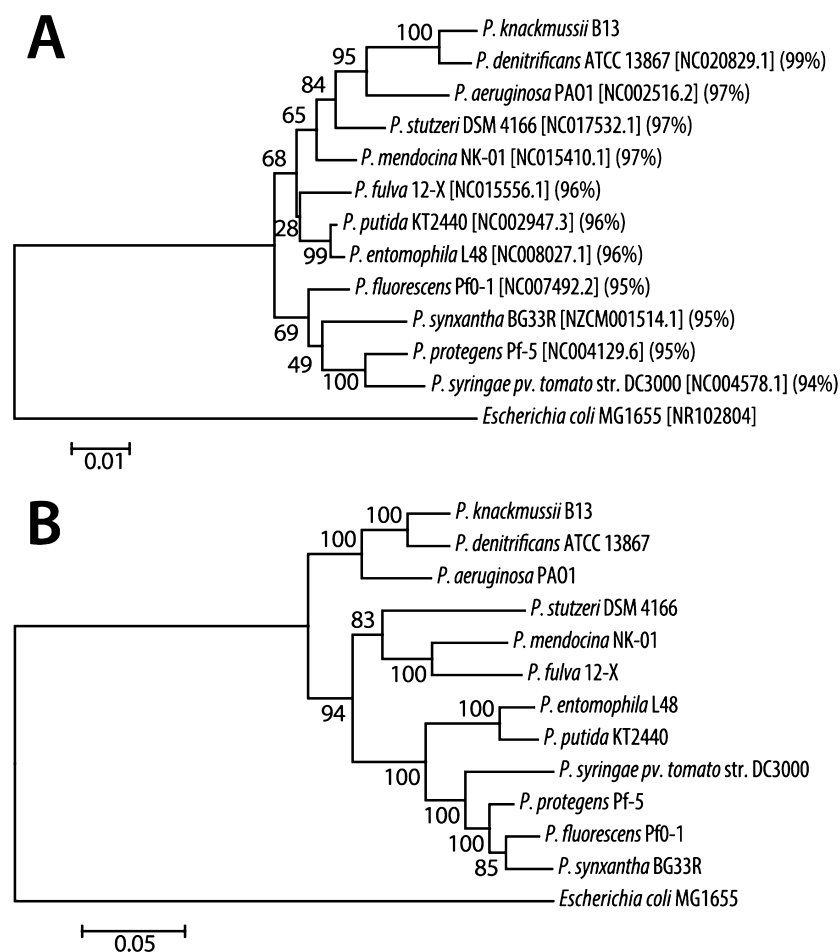 A
100 P. knackmussii B13
95 P. denitrificans ATCC 13867 [NC020829.1] (99%)
84 P. aeruginosa PAO1 [NC002516.2] (97%)
65 P. stutzeri DSM 4166 [NC017532.1] (97%)
68 P. mendocina NK-01 [NC015410.1] (97%)
P. fulva 12-X [NC015556.1] (96%)
28 P. putida KT2440 [NC002947.3] (96%)
99 P. entomophila L48 [NC008027.1] (96%)
P. fluorescens Pf0-1 [NC007492.2] (95%)
69 P. synxantha BG33R [NZCM001514.1] (95%)
49 P. protegens Pf-5 [NC004129.6] (95%)
100 P. syringae pv. tomato str. DC3000 [NC004578.1] (94%)
Escherichia coli MG1655 [NR102804]
0.01
B
100 P. knackmussii B13
100 P. denitrificans ATCC 13867
P. aeruginosa PAO1
83 P. stutzeri DSM 4166
P. mendocina NK-01
100 P. fulva 12-X
94 100 P. entomophila L48
P. putida KT2440
100 P. syringae pv. tomato str. DC3000
100 P. protegens Pf-5
100 P. fluorescens Pf0-1
85 P. synxantha BG33R
Escherichia coli MG1655
0.05